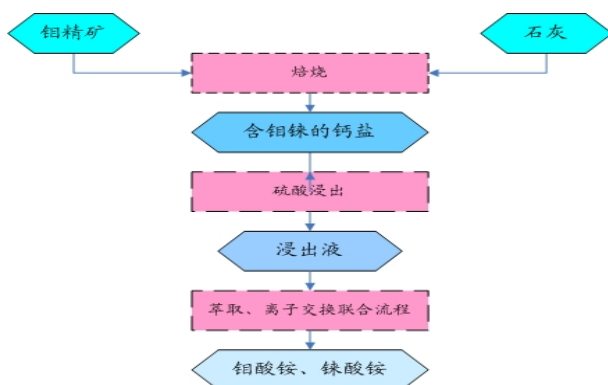 钼精矿
石灰
焙烧
含钼铼的钙盐
硫酸浸出
浸出液
萃取、离子交换联合流程
钼酸铵、铼酸铵